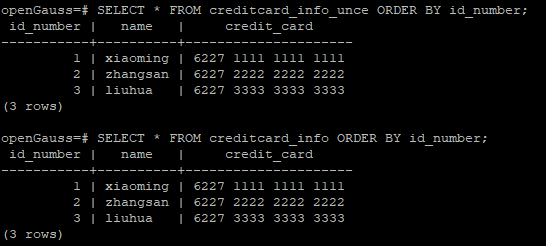 openGauss=# SELECT * FROM creditcard_info_unce ORDER BY id_number;
 id_number |   name   |     credit_card
-----------+----------+---------------------
         1 | xiaoming | 6227 1111 1111 1111
         2 | zhangsan | 6227 2222 2222 2222
         3 | liuhua   | 6227 3333 3333 3333
(3 rows)
openGauss=# SELECT * FROM creditcard_info ORDER BY id_number;
 id_number |   name   |     credit_card
-----------+----------+---------------------
         1 | xiaoming | 6227 1111 1111 1111
         2 | zhangsan | 6227 2222 2222 2222
         3 | liuhua   | 6227 3333 3333 3333
(3 rows)